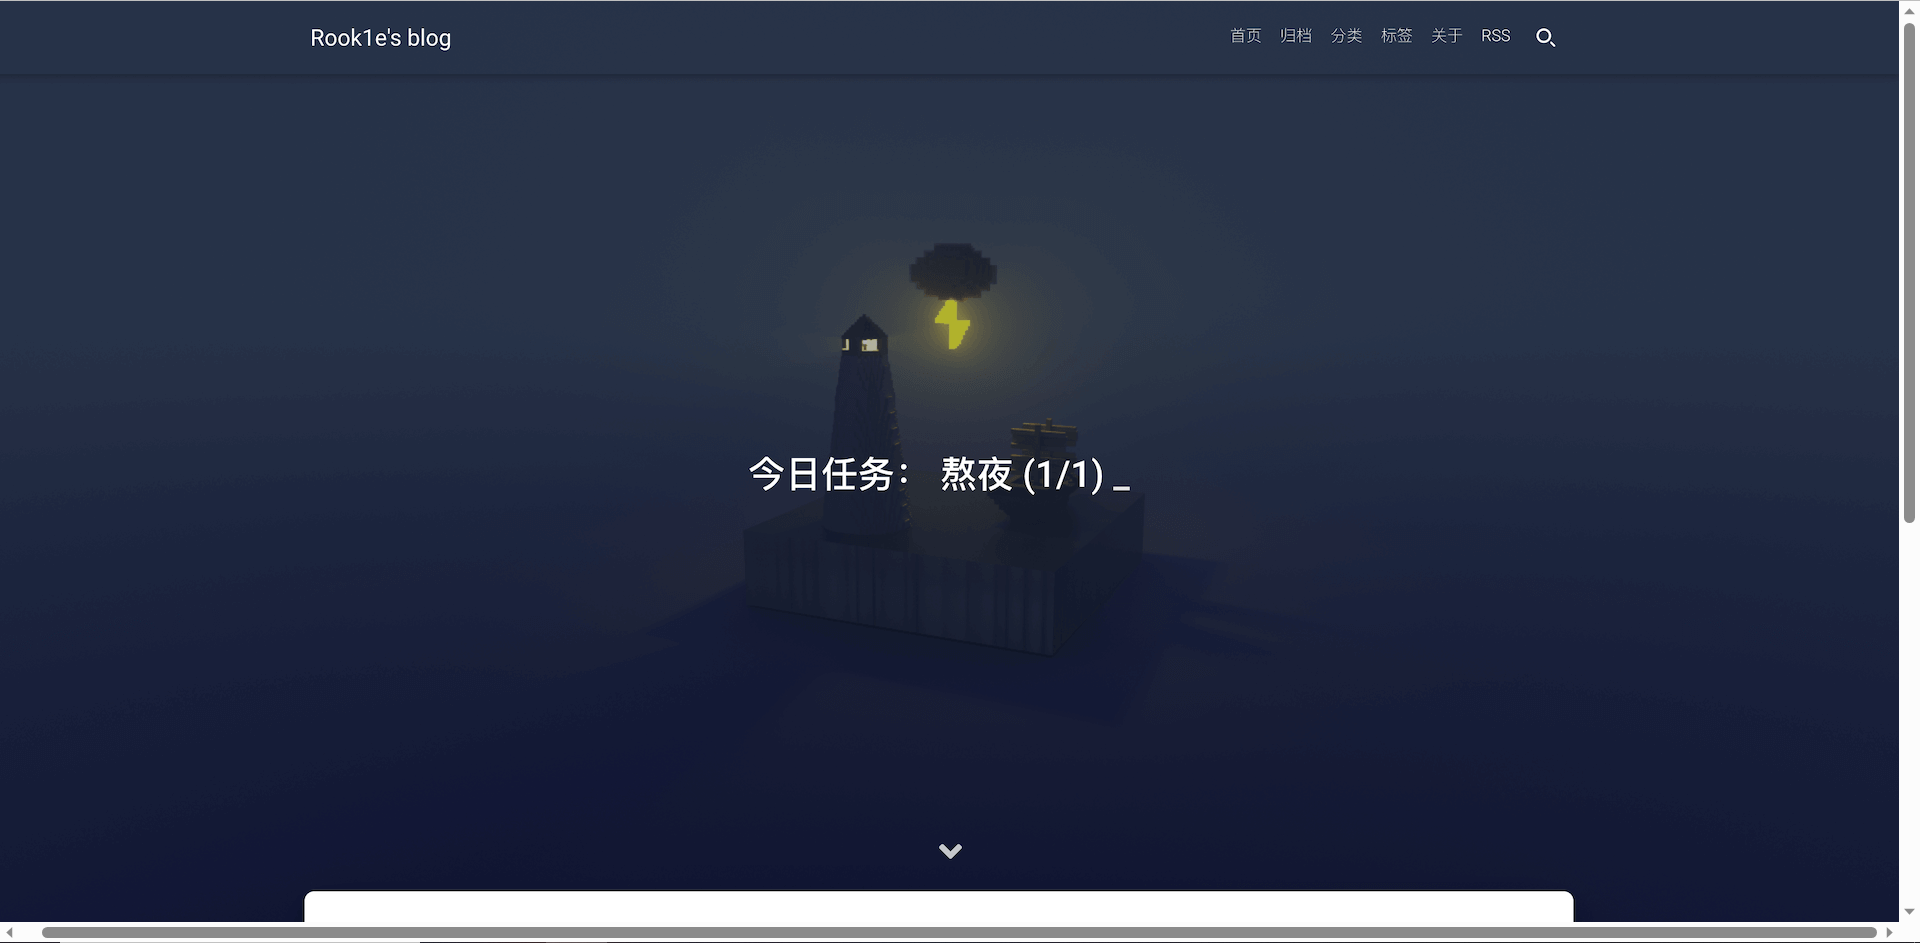 Rook1e's blog
首页 归档 分类 标签 关于 RSS
今日任务： 熬夜 (1/1) _